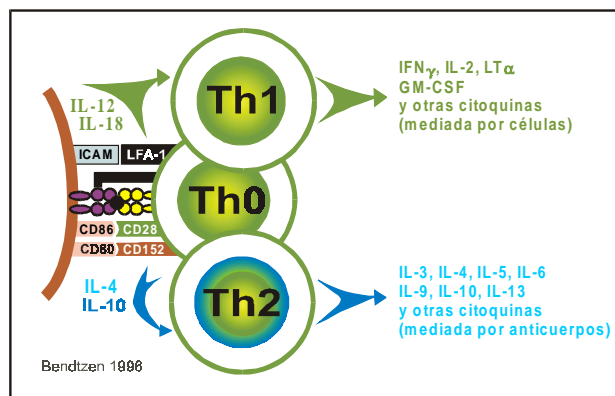 IL-12
IL-18
Th1
IFNγ, IL-2, LTα
GM-CSF
y otras citoquinas
(mediada por células)
ICAM LFA-1
Th0
CD86 CD28
CD80 CD152
IL-4
IL-10
Th2
IL-3, IL-4, IL-5, IL-6
IL-9, IL-10, IL-13
y otras citoquinas
(mediada por anticuerpos)
Bendtzen 1996